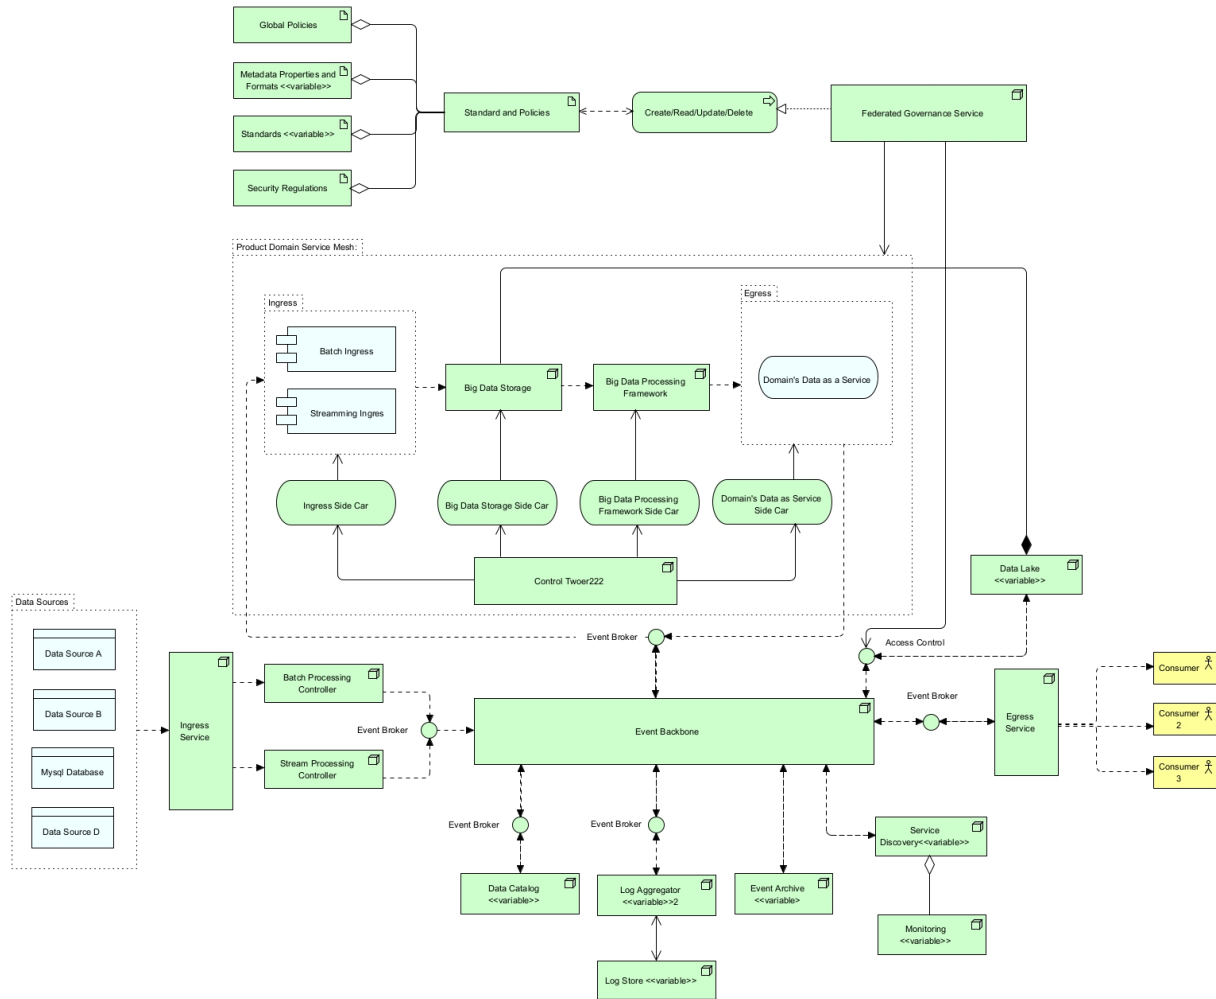 Global Policies
Metadata Properties and
Formats <<variable>>
Standards <<variable>>
Security Regulations
Standard and Policies
Create/Read/Update/Delete
Federated Governance Service
Product Domain Service Mesh:
Ingress
Batch Ingress
Streamming Ingres
Big Data Storage
Big Data Processing
Framework
Egress
Domain's Data as a Service
Ingress Side Car
Big Data Storage Side Car
Big Data Processing
Framework Side Car
Domain's Data as Service
Side Car
Control Twoer222
Data Lake
<<variable>>
Data Sources
Data Source A
Data Source B
Mysql Database
Data Source D
Ingress
Service
Batch Processing
Controller
Stream Processing
Controller
Event Broker
Event Broker
Access Control
Event Backbone
Event Broker
Egress
Service
Consumer
Consumer
2
Consumer
3
Event Broker
Event Broker
Data Catalog
<<variable>>
Log Aggregator
<<variable>>2
Event Archive
<<variable>
Service
Discovery<<variable>>
Monitoring
<<variable>>
Log Store <<variable>>